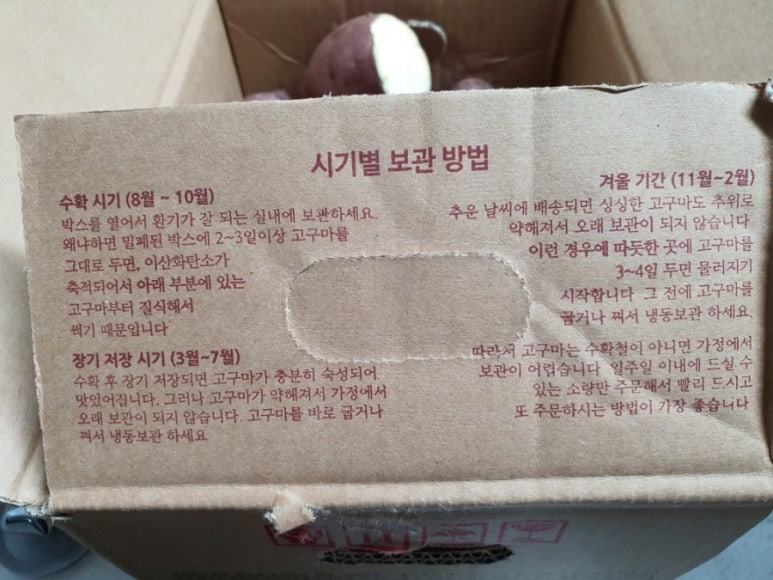 시기별 보관 방법
수확 시기 (8월 ~ 10월)
박스를 열어서 환기가 잘 되는 실내에 보관하세요.
왜냐하면 밀폐된 박스에 2~3일이상 고구마를
그대로 두면, 이산화탄소가
축적되어서 아래 부분에 있는
고구마부터 질식해서
썩기 때문입니다
장기 저장 시기 (3월~7월)
수확 후 장기 저장되면 고구마가 충분히 숙성되어
맛있어집니다. 그러나 고구마가 약해져서 가정에서
오래 보관이 되지 않습니다. 고구마를 바로 굽거나
쪄서 냉동보관 하세요
겨울 기간 (11월~2월)
추운 날씨에 배송되면 싱싱한 고구마도 추위로
약해져서 오래 보관이 되지 않습니다
이런 경우에 따듯한 곳에 고구마를
3~4일 두면 물러지기
시작합니다 그 전에 고구마를
굽거나 쪄서 냉동보관 하세요.
따라서 고구마는 수확철이 아니면 가정에서
보관이 어렵습니다 일주일 이내에 드실 수
있는 소량만 주문해서 빨리 드시고
또 주문하시는 방법이 가장 좋습니다